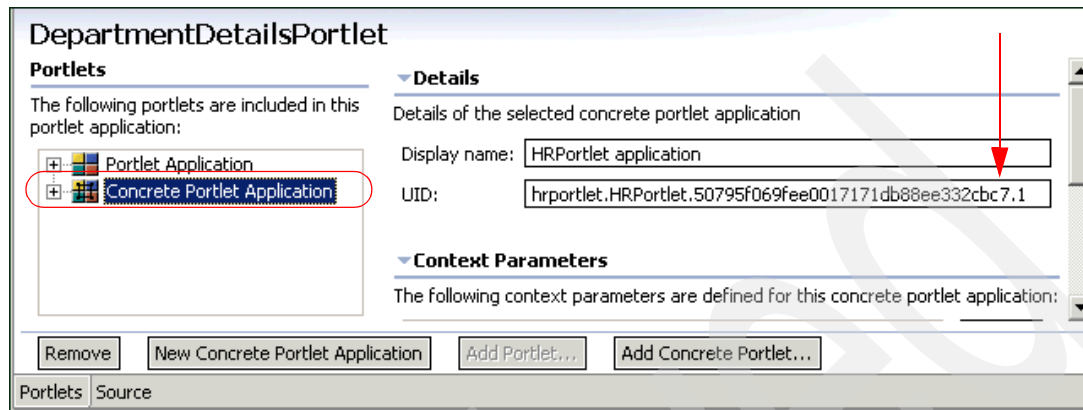 DepartmentDetailsPortlet
Portlets
The following portlets are included in this
portlet application:
Portlet Application
Concrete Portlet Application
Details
Details of the selected concrete portlet application
Display name: HRPortlet application
UID: hrportlet.HRPortlet.50795f069fee0017171db88ee332cbc7.1
Context Parameters
The following context parameters are defined for this concrete portlet application:
Remove New Concrete Portlet Application Add Portlet... Add Concrete Portlet...
Portlets Source